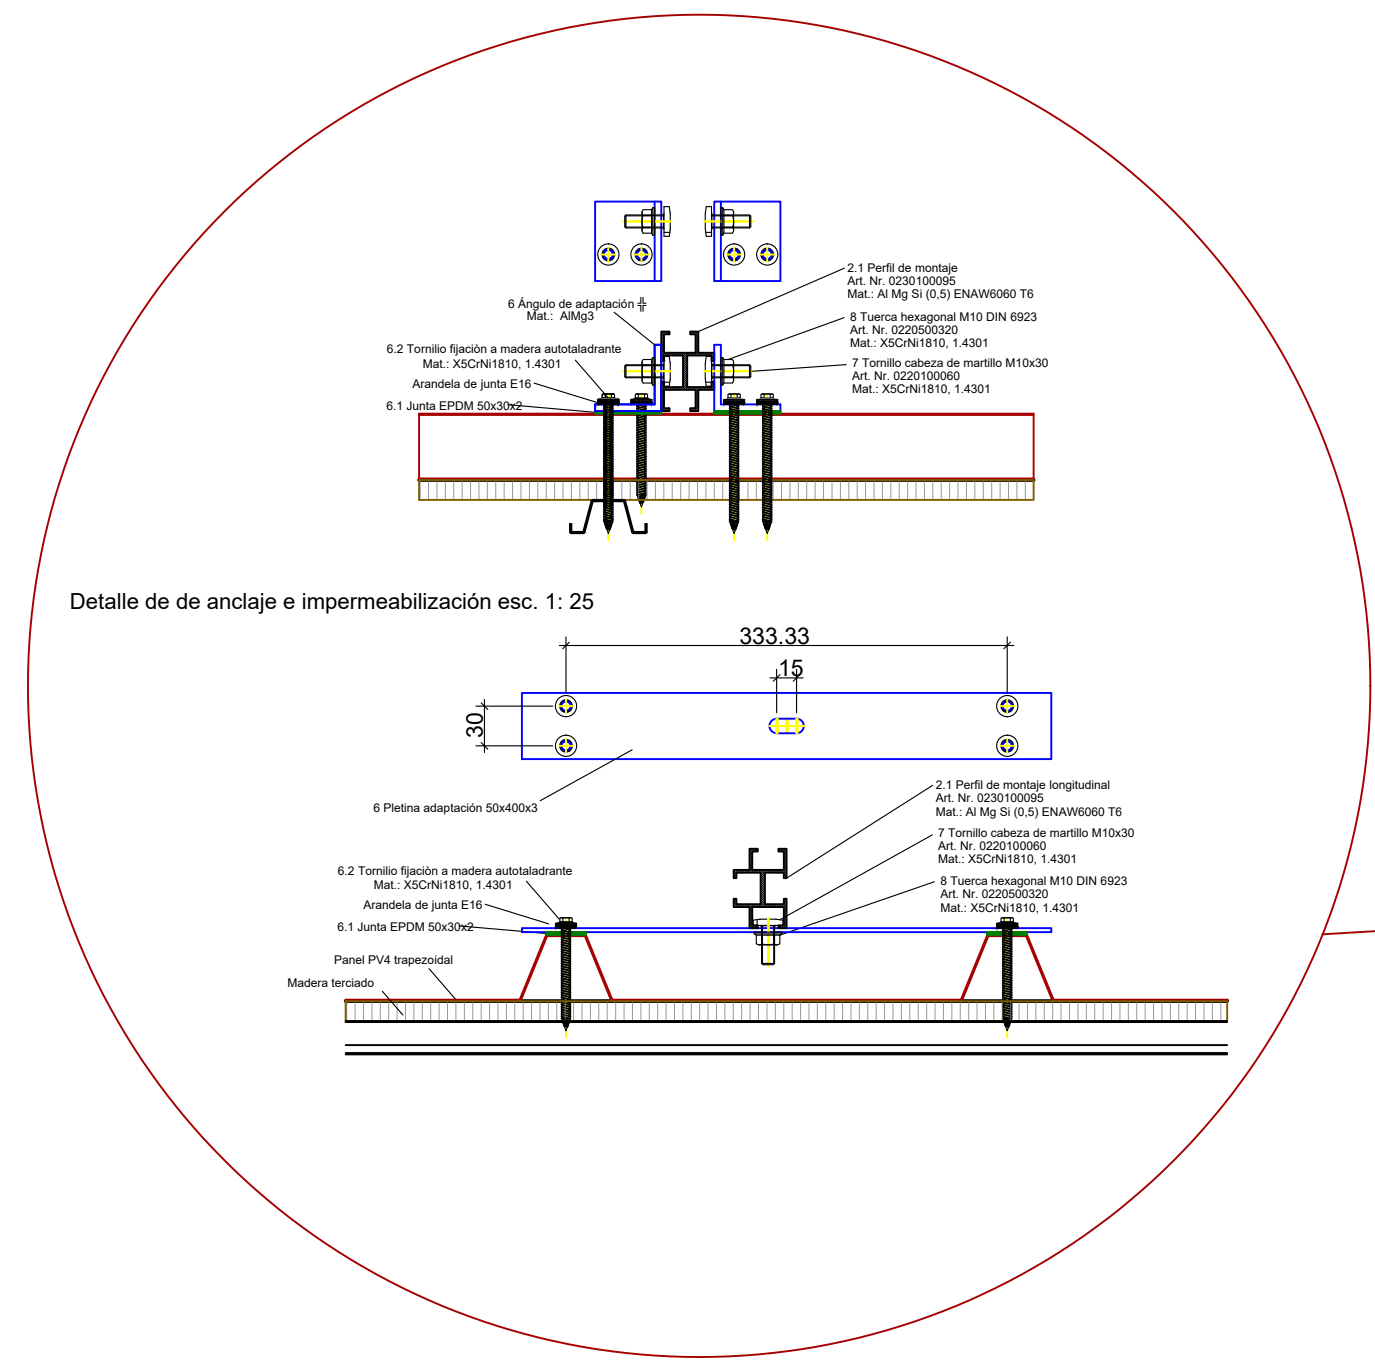 2.1 Perfil de montaje
Art. Nr. 0230100095
Mat.: Al Mg Si (0,5) ENAW6060 T6
6 Ángulo de adaptación ╬
Mat.: AlMg3
8 Tuerca hexagonal M10 DIN 6923
Art. Nr. 0220500320
Mat.: X5CrNi1810, 1.4301
6.2 Tornilio fijaciòn a madera autotaladrante
Mat.: X5CrNi1810, 1.4301
7 Tornillo cabeza de martillo M10x30
Art. Nr. 0220100060
Mat.: X5CrNi1810, 1.4301
Arandela de junta E16
6.1 Junta EPDM 50x30x2
Detalle de de anclaje e impermeabilización esc. 1: 25
333.33
15
30
6 Pletina adaptación 50x400x3
2.1 Perfil de montaje longitudinal
Art. Nr. 0230100095
Mat.: Al Mg Si (0,5) ENAW6060 T6
7 Tornillo cabeza de martillo M10x30
Art. Nr. 0220100060
Mat.: X5CrNi1810, 1.4301
6.2 Tornilio fijaciòn a madera autotaladrante
Mat.: X5CrNi1810, 1.4301
8 Tuerca hexagonal M10 DIN 6923
Art. Nr. 0220500320
Mat.: X5CrNi1810, 1.4301
Arandela de junta E16
6.1 Junta EPDM 50x30x2
Panel PV4 trapezoidal
Madera terciado